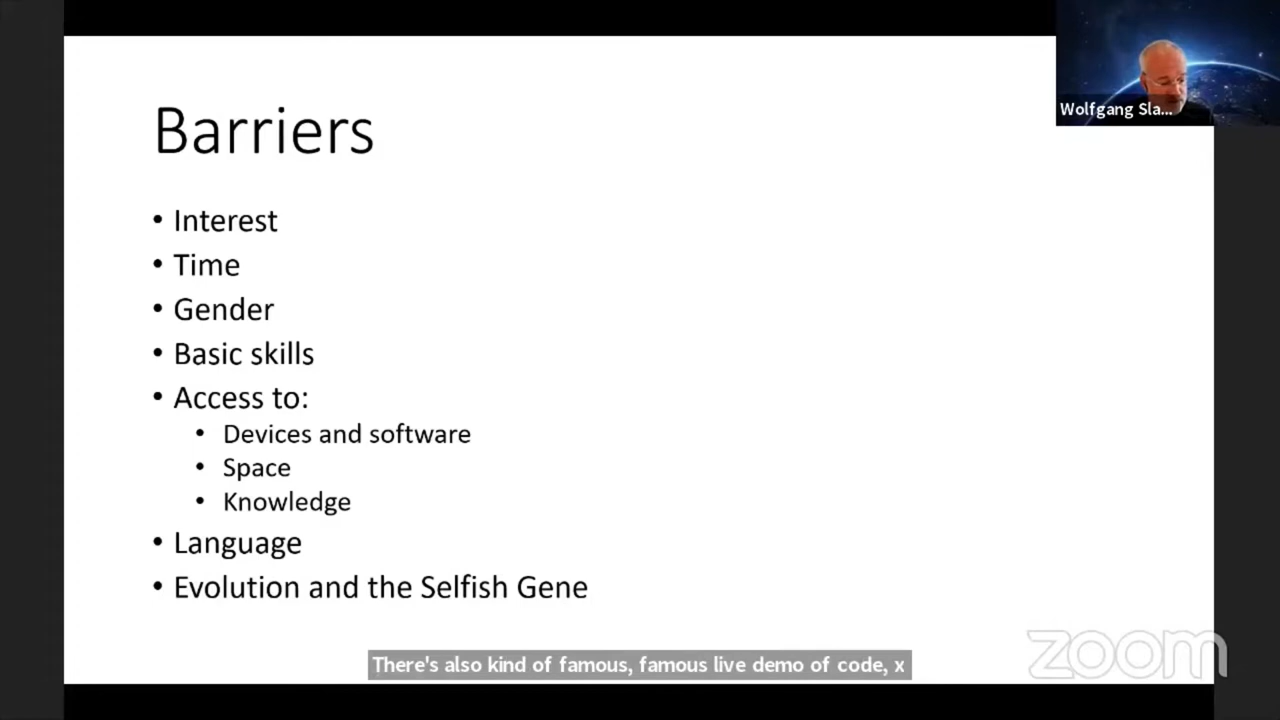 Barriers
Wolfgang Sla...
• Interest
• Time
• Gender
• Basic skills
• Access to:
• Devices and software
• Space
• Knowledge
• Language
• Evolution and the Selfish Gene
There's also kind of famous, famous live demo of code, x
zoom